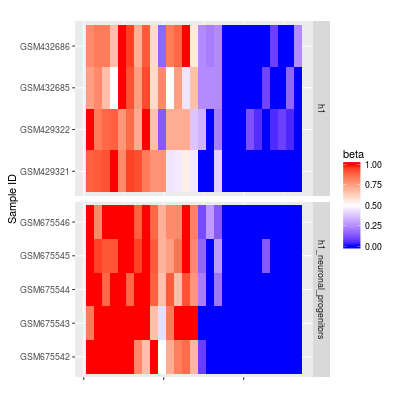 GSM432686
GSM432685
GSM429322
GSM429321
h1
GSM675546
GSM675545
GSM675544
GSM675543
GSM675542
h1_neuronal_progenitors
Sample ID
beta
1.00
0.75
0.50
0.25
0.00